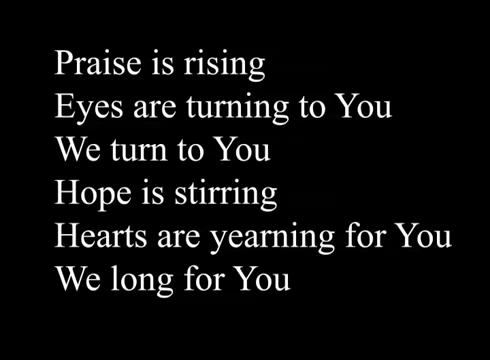 Praise is rising
Eyes are turning to You
We turn to You
Hope is stirring
Hearts are yearning for You
We long for You